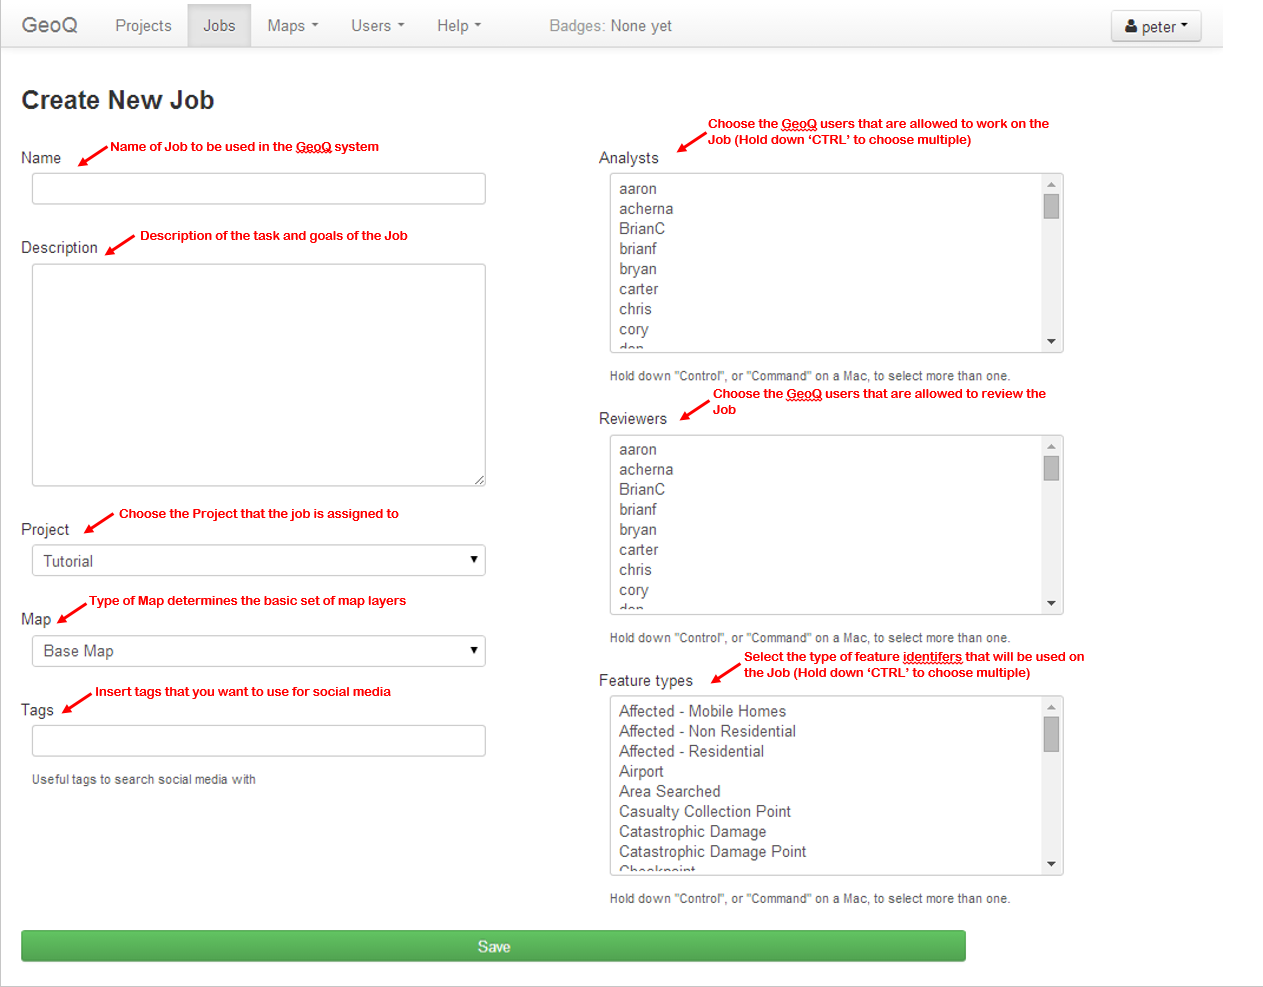 GeoQ Projects Jobs Maps Users Help Badges: None yet peter
Create New Job
Name of Job to be used in the GeoQ system
Name
Description of the task and goals of the Job
Description
Choose the Project that the job is assigned to
Project
Tutorial
Type of Map determines the basic set of map layers
Map
Base Map
Insert tags that you want to use for social media
Tags
Useful tags to search social media with
Choose the GeoQ users that are allowed to work on the
Job (Hold down ‘CTRL’ to choose multiple)
Analysts
aaron
acherna
BrianC
brianf
bryan
carter
chris
cory
Hold down "Control", or "Command" on a Mac, to select more than one.
Choose the GeoQ users that are allowed to review the
Job
Reviewers
aaron
acherna
BrianC
brianf
bryan
carter
chris
cory
Hold down "Control", or "Command" on a Mac, to select more than one.
Select the type of feature identifers that will be used on
the Job (Hold down ‘CTRL’ to choose multiple)
Feature types
Affected - Mobile Homes
Affected - Non Residential
Affected - Residential
Airport
Area Searched
Casualty Collection Point
Catastrophic Damage
Catastrophic Damage Point
Checkpoint
Hold down "Control", or "Command" on a Mac, to select more than one.
Save